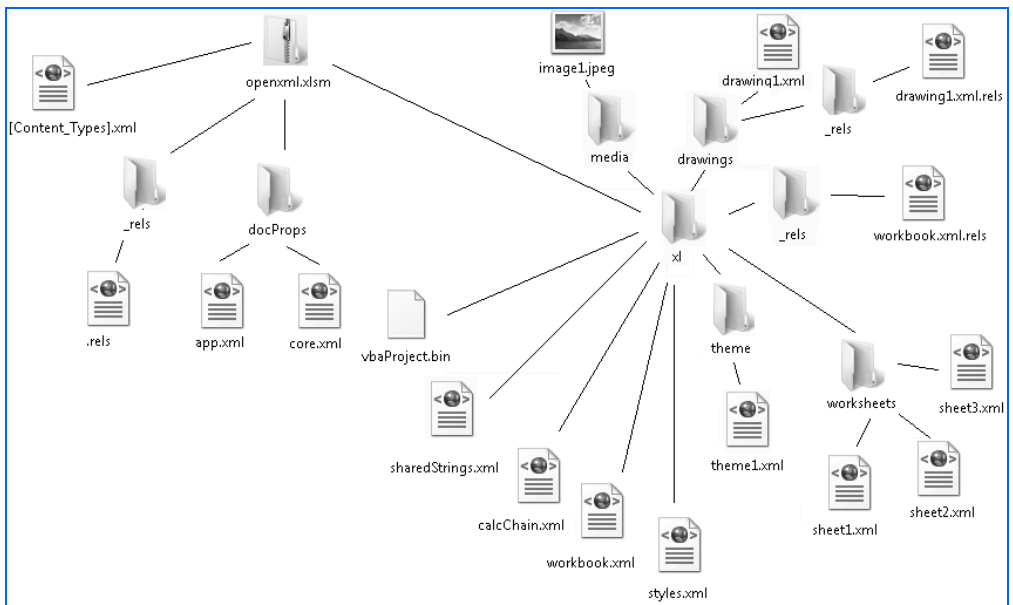 image1.jpeg
drawing1.xml
openxml.xlsm
drawing1.xml.rels
_rels
[Content_Types].xml
media
drawings
_rels
docProps
_rels
workbook.xml.rels
xl
.rels
app.xml
core.xml
vbaProject.bin
theme
worksheets
sheet3.xml
sharedStrings.xml
theme1.xml
calcChain.xml
sheet1.xml
sheet2.xml
workbook.xml
styles.xml